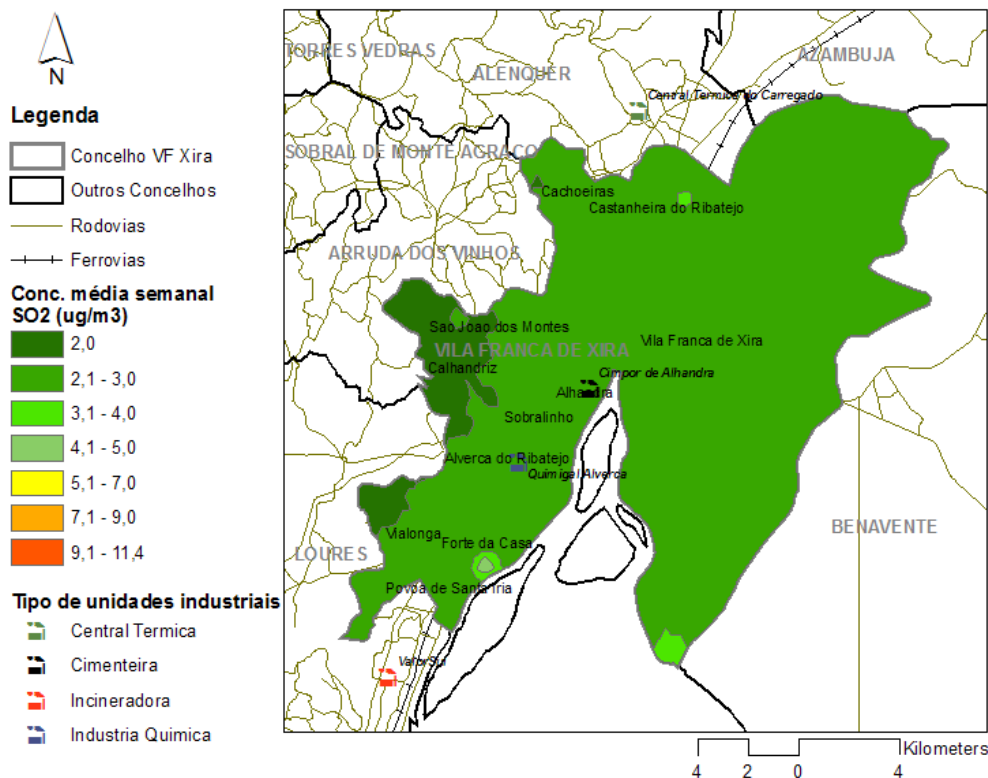 N
Legenda
Concelho VF Xira
Outros Concelhos
Rodovias
Ferrovias
Conc. média semanal
SO2 (ug/m3)
2,0
2,1 - 3,0
3,1 - 4,0
4,1 - 5,0
5,1 - 7,0
7,1 - 9,0
9,1 - 11,4
Tipo de unidades industriais
Central Termica
Cimenteira
Incineradora
Industria Quimica
TORRES VEDRAS
AZAMBUJA
ALENQUER
Central Termica do Carregado
SOBRAL DE MONTE AGRAÇO
Cachoeiras
Castanheira do Ribatejo
ARRUDA DOS VINHOS
Sao Joao dos Montes
VILA FRANCA DE XIRA
Vila Franca de Xira
Calhandriz
Cimpor de Alhandra
Alhandra
Sobralinho
Alverca do Ribatejo
Quimigal Alverca
BENAVENTE
Vialonga
Forte da Casa
LOURES
Povoa de Santa Iria
ValorSul
Kilometers
4 2 0 4